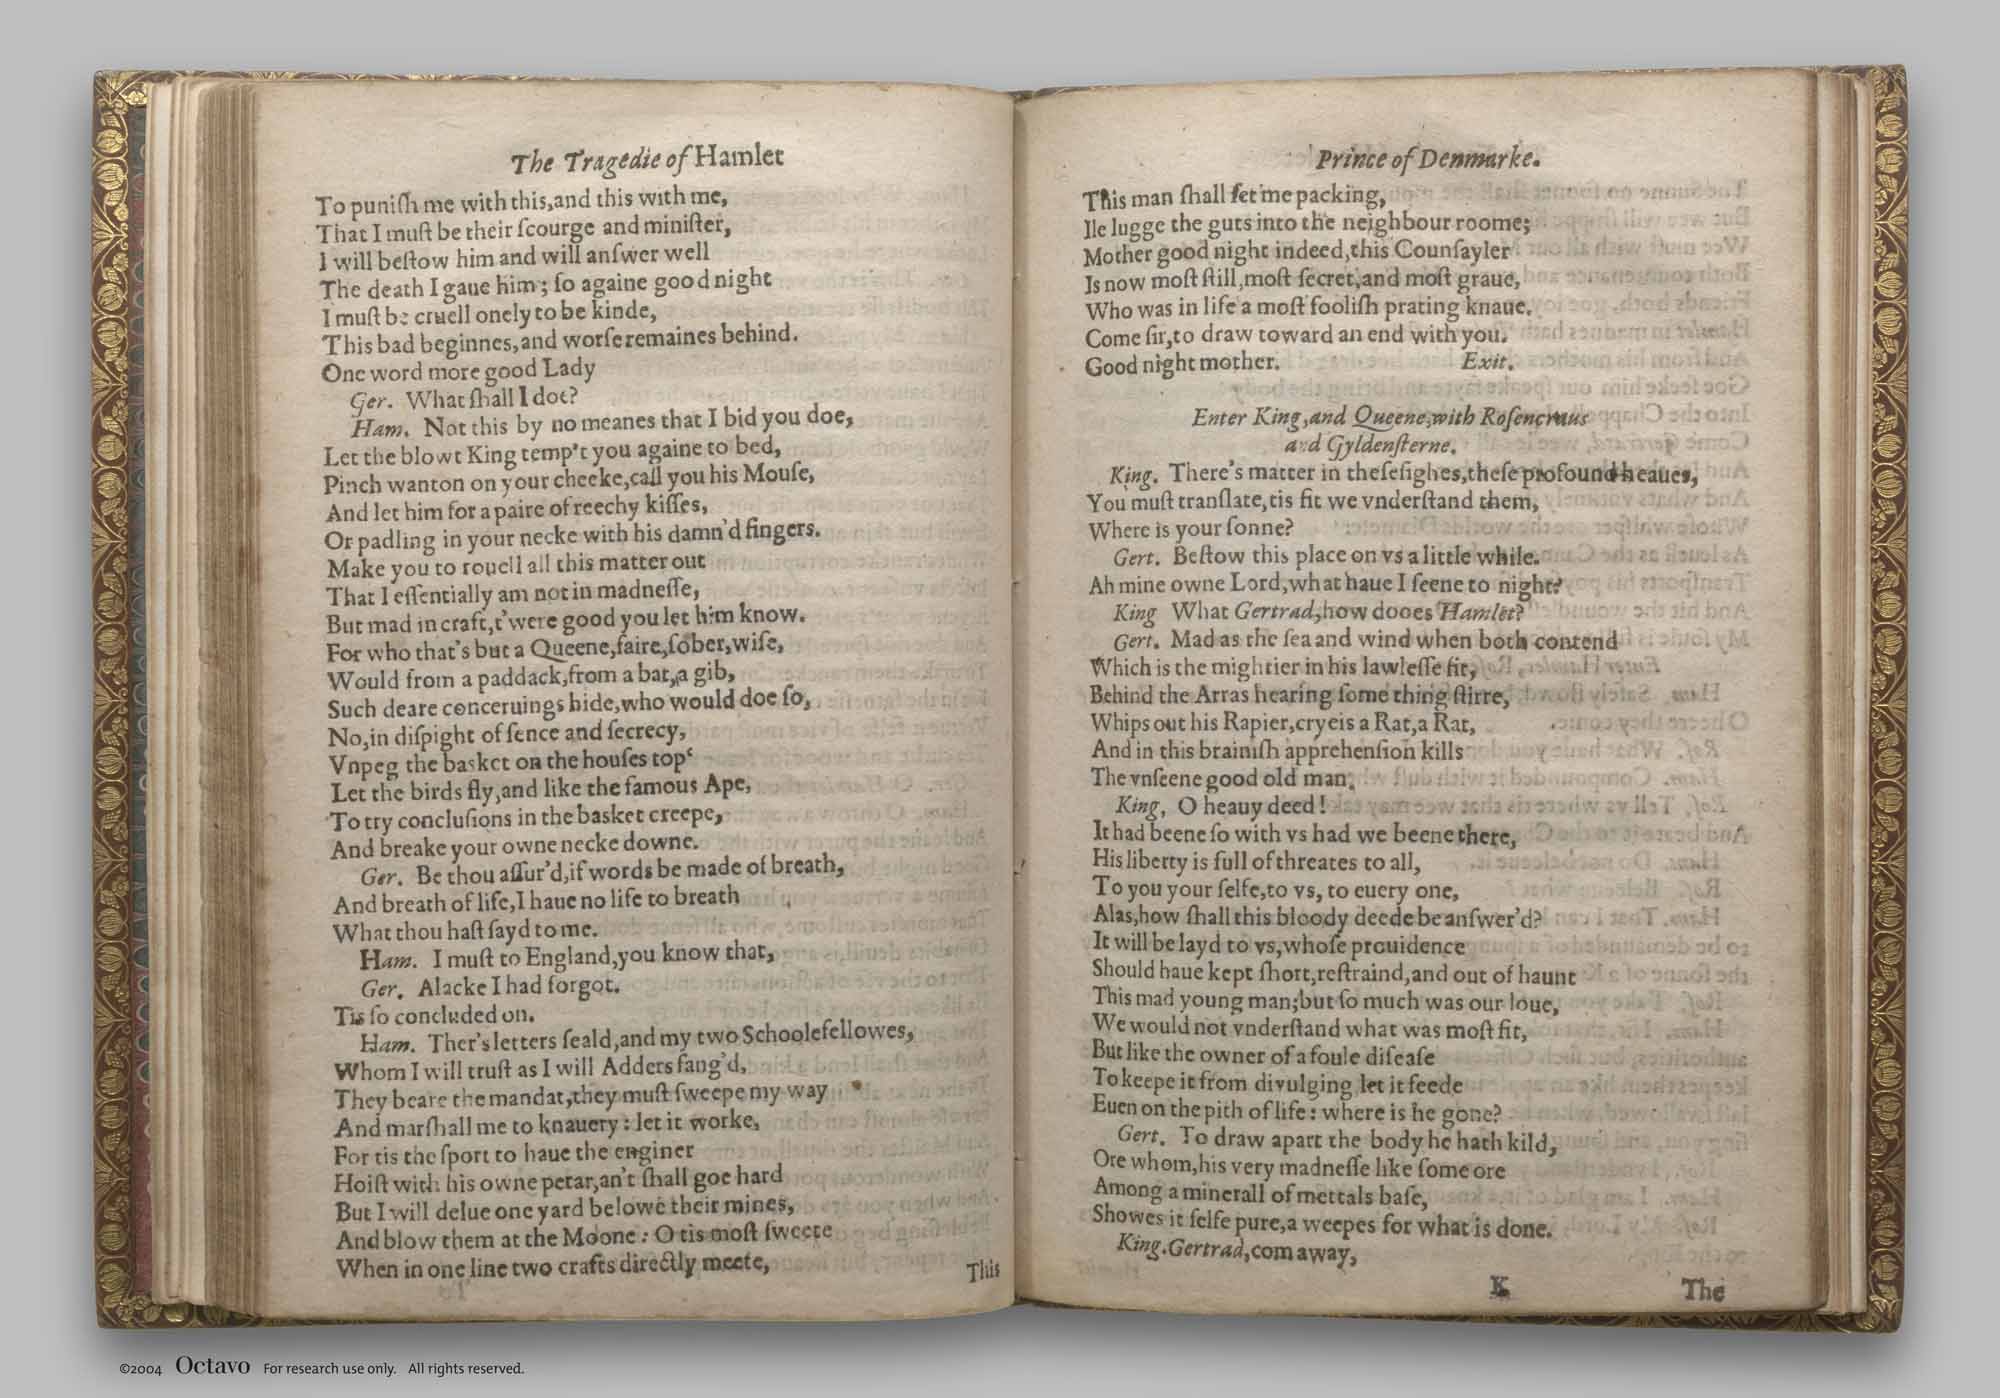 The Tragedie of Hamlet
To puniſh me with this,and this with me,
That I muſt be their ſcourge and miniſter,
I will beſtow him and will anſwer well
The death I gaue him; ſo againe good night
I muſt be cruell onely to be kinde,
This bad beginnes,and worſe remaines behind.
One word more good Lady
Ger. What ſhall I doe?
Ham. Not this by no meanes that I bid you doe,
Let the blowt King temp't you againe to bed,
Pinch wanton on your cheeke,call you his Mouſe,
And let him for a paire of reechy kiſſes,
Or padling in your necke with his damn'd fingers.
Make you to rouell all this matter out
That I eſſentially am not in madneſſe,
But mad in craft,t'were good you let him know.
For who that's but a Queene,faire,ſober,wiſe,
Would from a paddack,from a bat,a gib,
Such deare concernings hide,who would doe ſo,
No,in diſpight of ſence and ſecrecy,
Vnpeg the basket on the houſes top
Let the birds fly,and like the famous Ape,
To try concluſions in the basket creepe,
And breake your owne necke downe.
Ger. Be thou aſſur'd,if words be made of breath,
And breath of life,I haue no life to breath
What thou haſt ſayd to me.
Ham. I muſt to England,you know that,
Ger. Alacke I had forgot.
Tis ſo concluded on.
Ham. Ther's letters ſeald,and my two Schoolefellowes,
Whom I will truſt as I will Adders fang'd,
They beare the mandat,they muſt ſweepe my way
And marſhall me to knauery : let it worke,
For tis the ſport to haue the enginer
Hoiſt with his owne petar,an't ſhall goe hard
But I will delue one yard belowe their mines,
And blow them at the Moone : O tis moſt ſweete
When in one line two crafts directly meete,
This
Prince of Denmarke.
This man ſhall ſet me packing,
Ile lugge the guts into the neighbour roome;
Mother good night indeed,this Counſayler
Is now moſt ſtill,moſt ſecret,and moſt graue,
Who was in life a moſt fooliſh prating knaue.
Come ſir,to draw toward an end with you.
Good night mother. Exit.
Enter King,and Queene,with Roſencraus
and Gyldenſterne.
King. There's matter in theſe ſighes,theſe profound heaues,
You muſt tranſlate,tis fit we vnderſtand them,
Where is your ſonne?
Gert. Beſtow this place on vs a little while.
Ah mine owne Lord,what haue I ſeene to night?
King What Gertrad,how dooes Hamlet?
Gert. Mad as the ſea and wind when both contend
Which is the mightier in his lawleſſe fit,
Behind the Arras hearing ſome thing ſtirre,
Whips out his Rapier,cryeis a Rat,a Rat,
And in this brainiſh apprehenſion kills
The vnſeene good old man.
King, O heauy deed !
It had beene ſo with vs had we beene there,
His liberty is full of threates to all,
To you your ſelfe,to vs, to euery one,
Alas,how ſhall this bloody deede be anſwer'd?
It will be layd to vs,whoſe prouidence
Should haue kept ſhort,reſtraind,and out of haunt
This mad young man;but ſo much was our loue,
We would not vnderſtand what was moſt fit,
But like the owner of a foule diſeaſe
To keepe it from divulging let it feede
Euen on the pith of life : where is he gone?
Gert. To draw apart the body he hath kild,
Ore whom,his very madneſſe like ſome ore
Among a minerall of mettals baſe,
Showes it ſelfe pure,a weepes for what is done.
King.Gertrad,com away,
K The
©2004 Octavo For research use only. All rights reserved.